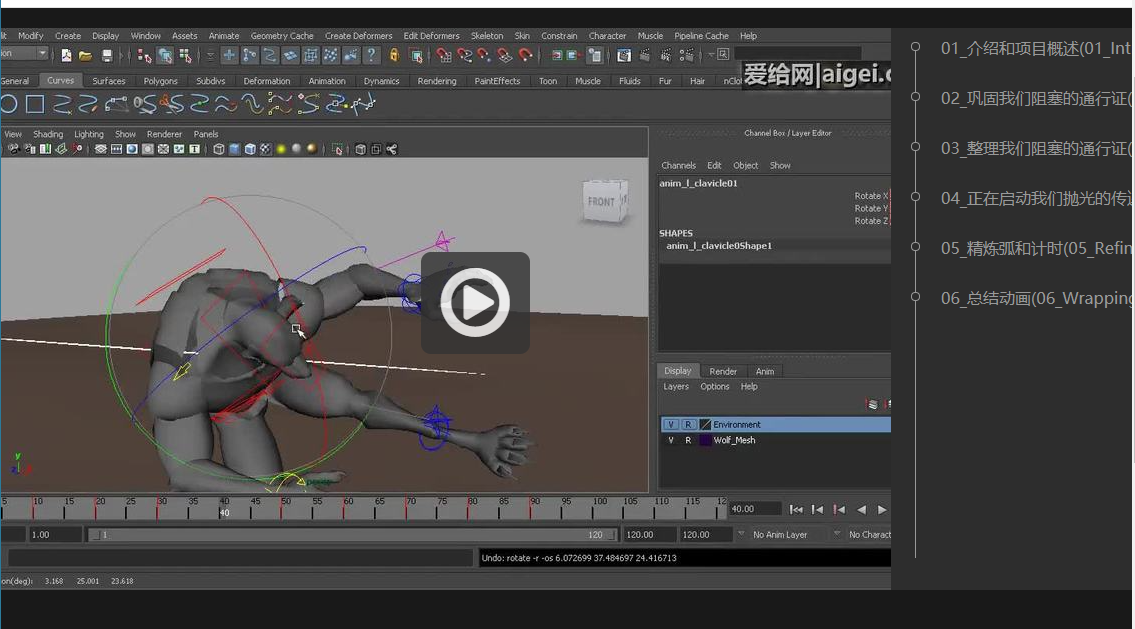 Modify Create Display Window Assets Animate Geometry Cache Create Deformers Edit Deformers Skeleton Skin Constrain Character Muscle Pipeline Cache Help
General Curves Surfaces Polygons Subdivs Deformation Animation Dynamics Rendering PaintEffects Toon Muscle Fluids Fur Hair nClo
爱给网|aigei.c
View Shading Lighting Show Renderer Panels
Channel Box / Layer Editor
Channels Edit Object Show
anim_l_clavicle01
Rotate X
Rotate Y
Rotate Z
SHAPES
anim_l_clavicle0Shape1
FRONT
Display Render Anim
Layers Options Help
V R Environment
V R Wolf_Mesh
y
persp
5 10 15 20 25 30 35 40 45 50 55 60 65 70 75 80 85 90 95 100 105 110 115 12
40
40.00
1.00 1 120 120.00 120.00 No Anim Layer No Charact
Undo: rotate -r -os 6.072699 37.484697 24.416713
on(deg): 3.168 25.001 23.618
01_介绍和项目概述(01_Int
02_巩固我们阻塞的通行证(
03_整理我们阻塞的通行证(
04_正在启动我们抛光的传
05_精炼弧和计时(05_Refin
06_总结动画(06_Wrapping